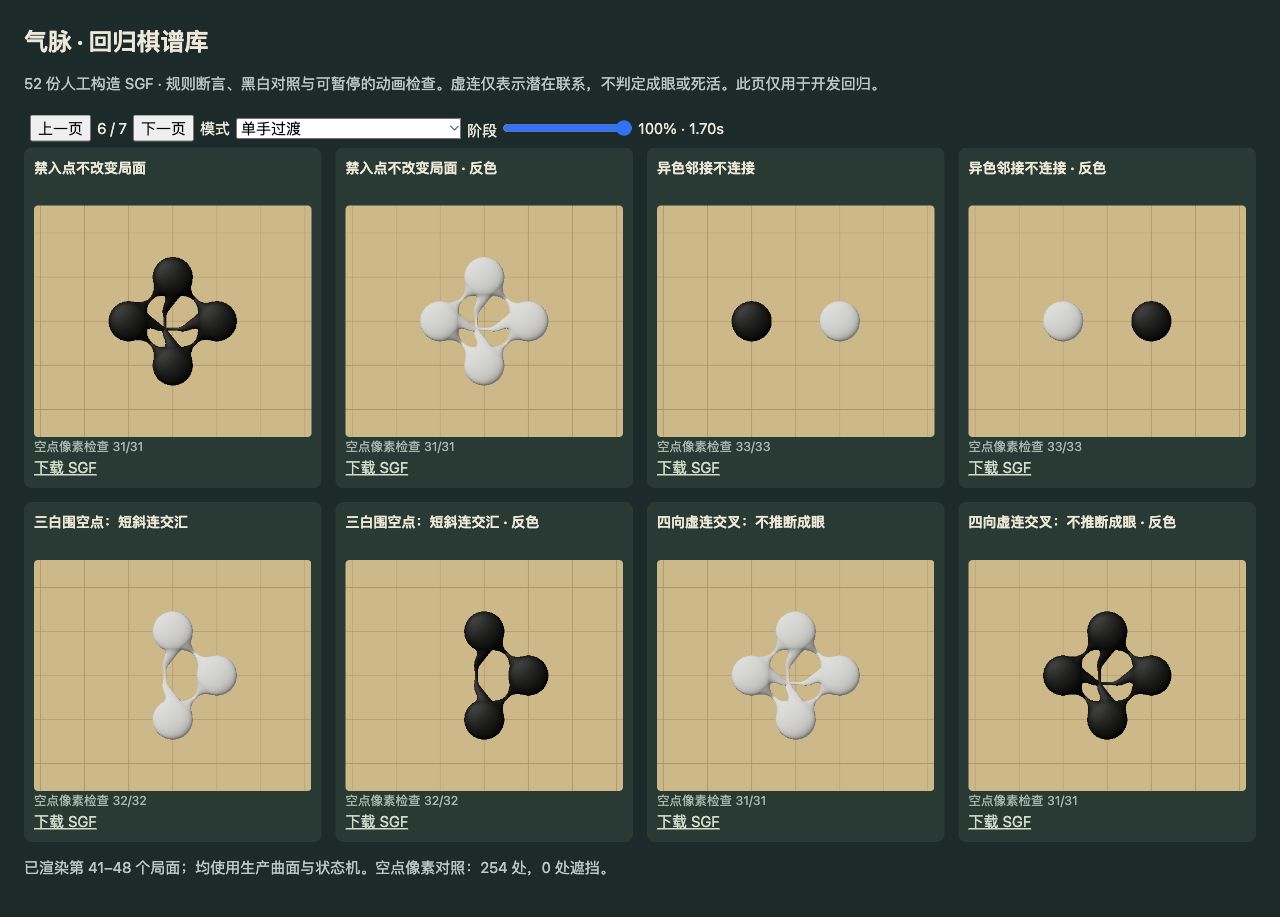 气脉 · 回归棋谱库
52 份人工构造 SGF · 规则断言、黑白对照与可暂停的动画检查。虚连仅表示潜在联系，不判定成眼或死活。此页仅用于开发回归。
上一页 6 / 7 下一页 模式 单手过渡 阶段 100% · 1.70s
禁入点不改变局面
空点像素检查 31/31
下载 SGF
禁入点不改变局面 · 反色
空点像素检查 31/31
下载 SGF
异色邻接不连接
空点像素检查 33/33
下载 SGF
异色邻接不连接 · 反色
空点像素检查 33/33
下载 SGF
三白围空点：短斜连交汇
空点像素检查 32/32
下载 SGF
三白围空点：短斜连交汇 · 反色
空点像素检查 32/32
下载 SGF
四向虚连交叉：不推断成眼
空点像素检查 31/31
下载 SGF
四向虚连交叉：不推断成眼 · 反色
空点像素检查 31/31
下载 SGF
已渲染第 41–48 个局面；均使用生产曲面与状态机。空点像素对照：254 处，0 处遮挡。